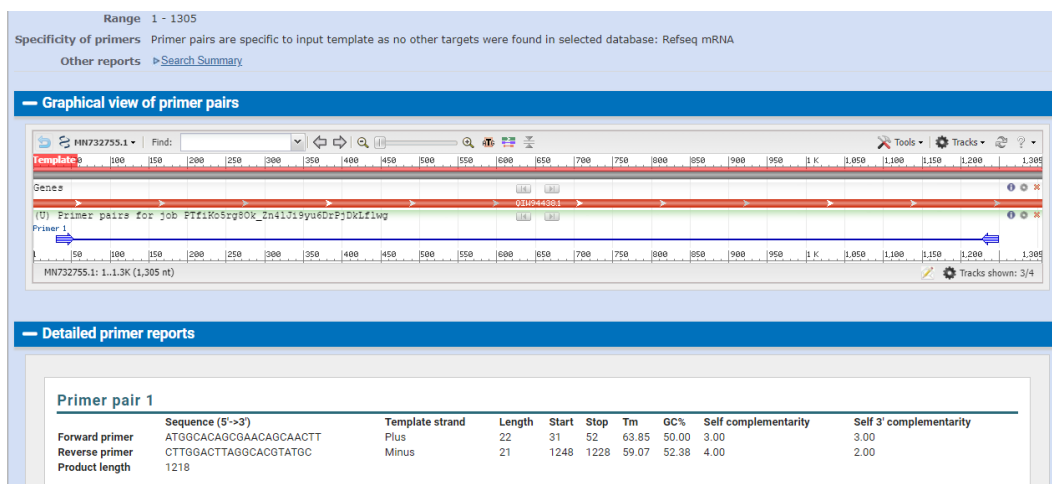 Range 1 - 1305
Specificity of primers Primer pairs are specific to input template as no other targets were found in selected database: Refseq mRNA
Other reports Search Summary
Graphical view of primer pairs
MN732755.1 Find: Tools Tracks ?
Template 100 150 200 250 300 350 400 450 500 550 600 650 700 750 800 850 900 950 1 K 1,050 1,100 1,150 1,200 1,305
Genes
QIW94430.1
(U) Primer pairs for job
Primer 1
1 50 100 150 200 250 300 350 400 450 500 550 600 650 700 750 800 850 900 950 1 K 1,050 1,100 1,150 1,200 1,305
MN732755.1: 1..1.3K (1,305 nt) Tracks shown: 3/4
Detailed primer reports
Primer pair 1
Sequence (5'->3') Template strand Length Start Stop Tm GC% Self complementarity Self 3' complementarity
Forward primer ATGGCACAGCGAACAGCAACTT Plus 22 31 52 63.85 50.00 3.00 3.00
Reverse primer CTTGGACTTAGGCACGTATGC Minus 21 1248 1228 59.07 52.38 4.00 2.00
Product length 1218